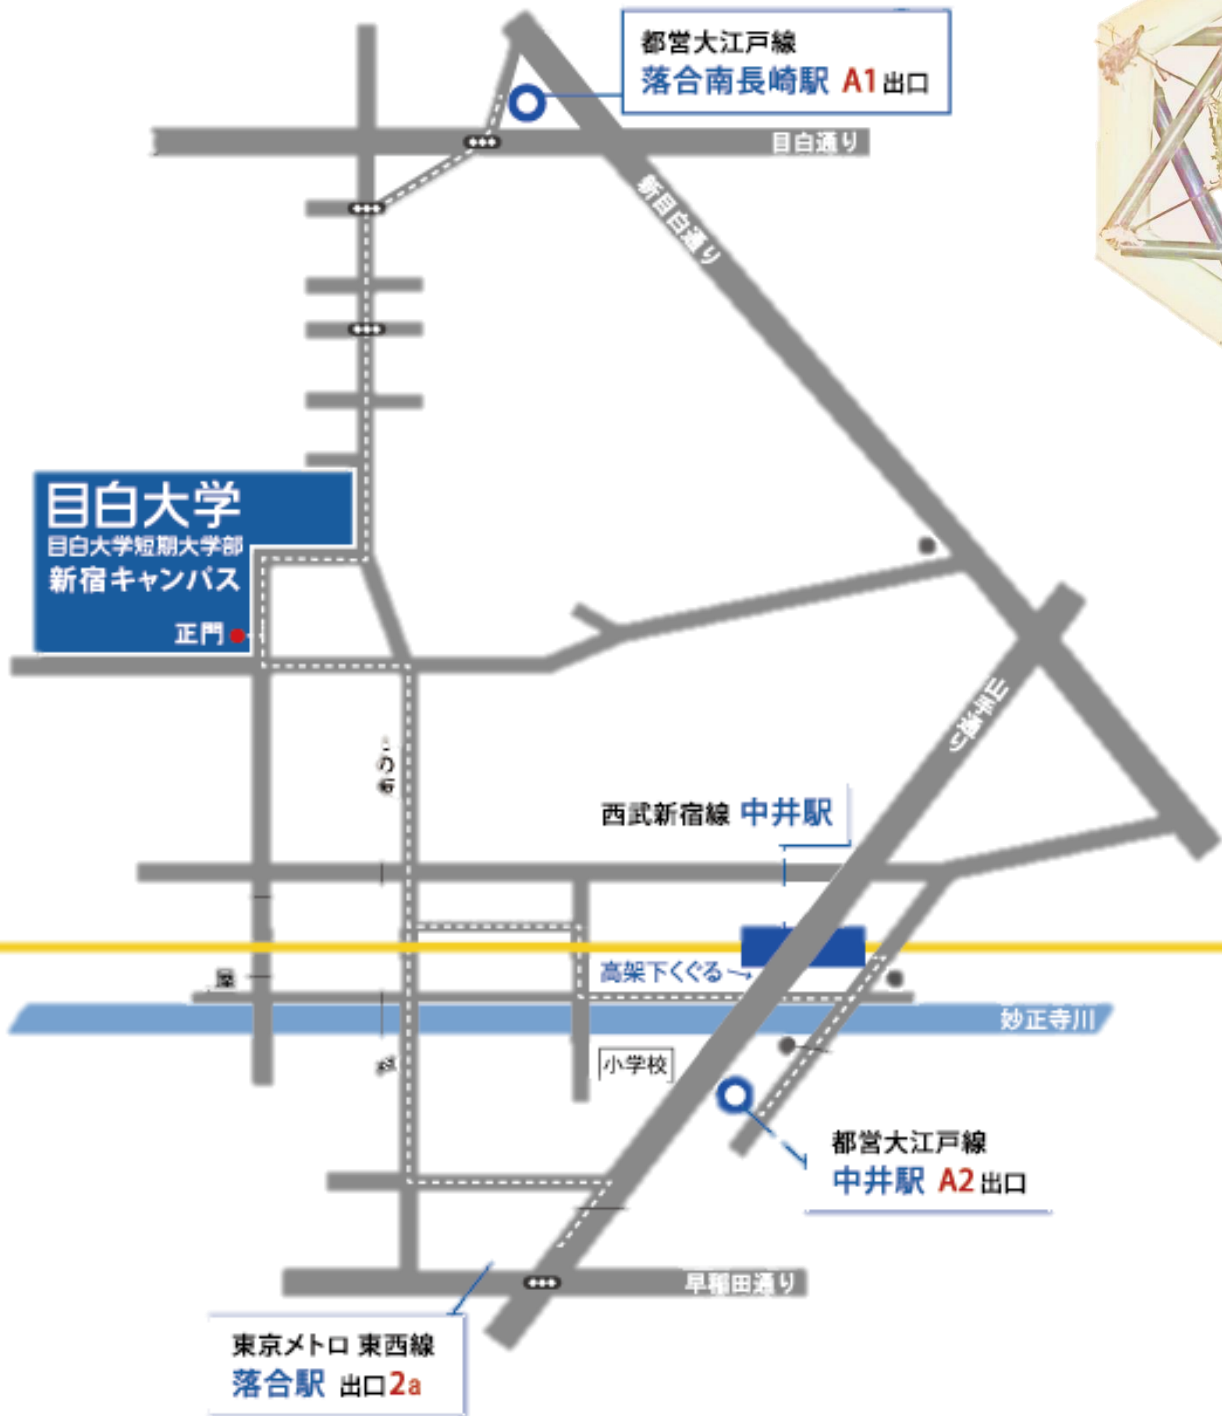 都営大江戸線
落合南長崎駅 A1出口
目白通り
新目白通り
目白大学
目白大学短期大学部
新宿キャンパス
正門
山手通り
西武新宿線 中井駅
高架下くぐる→
妙正寺川
小学校
都営大江戸線
中井駅 A2出口
早稲田通り
東京メトロ 東西線
落合駅 出口2a